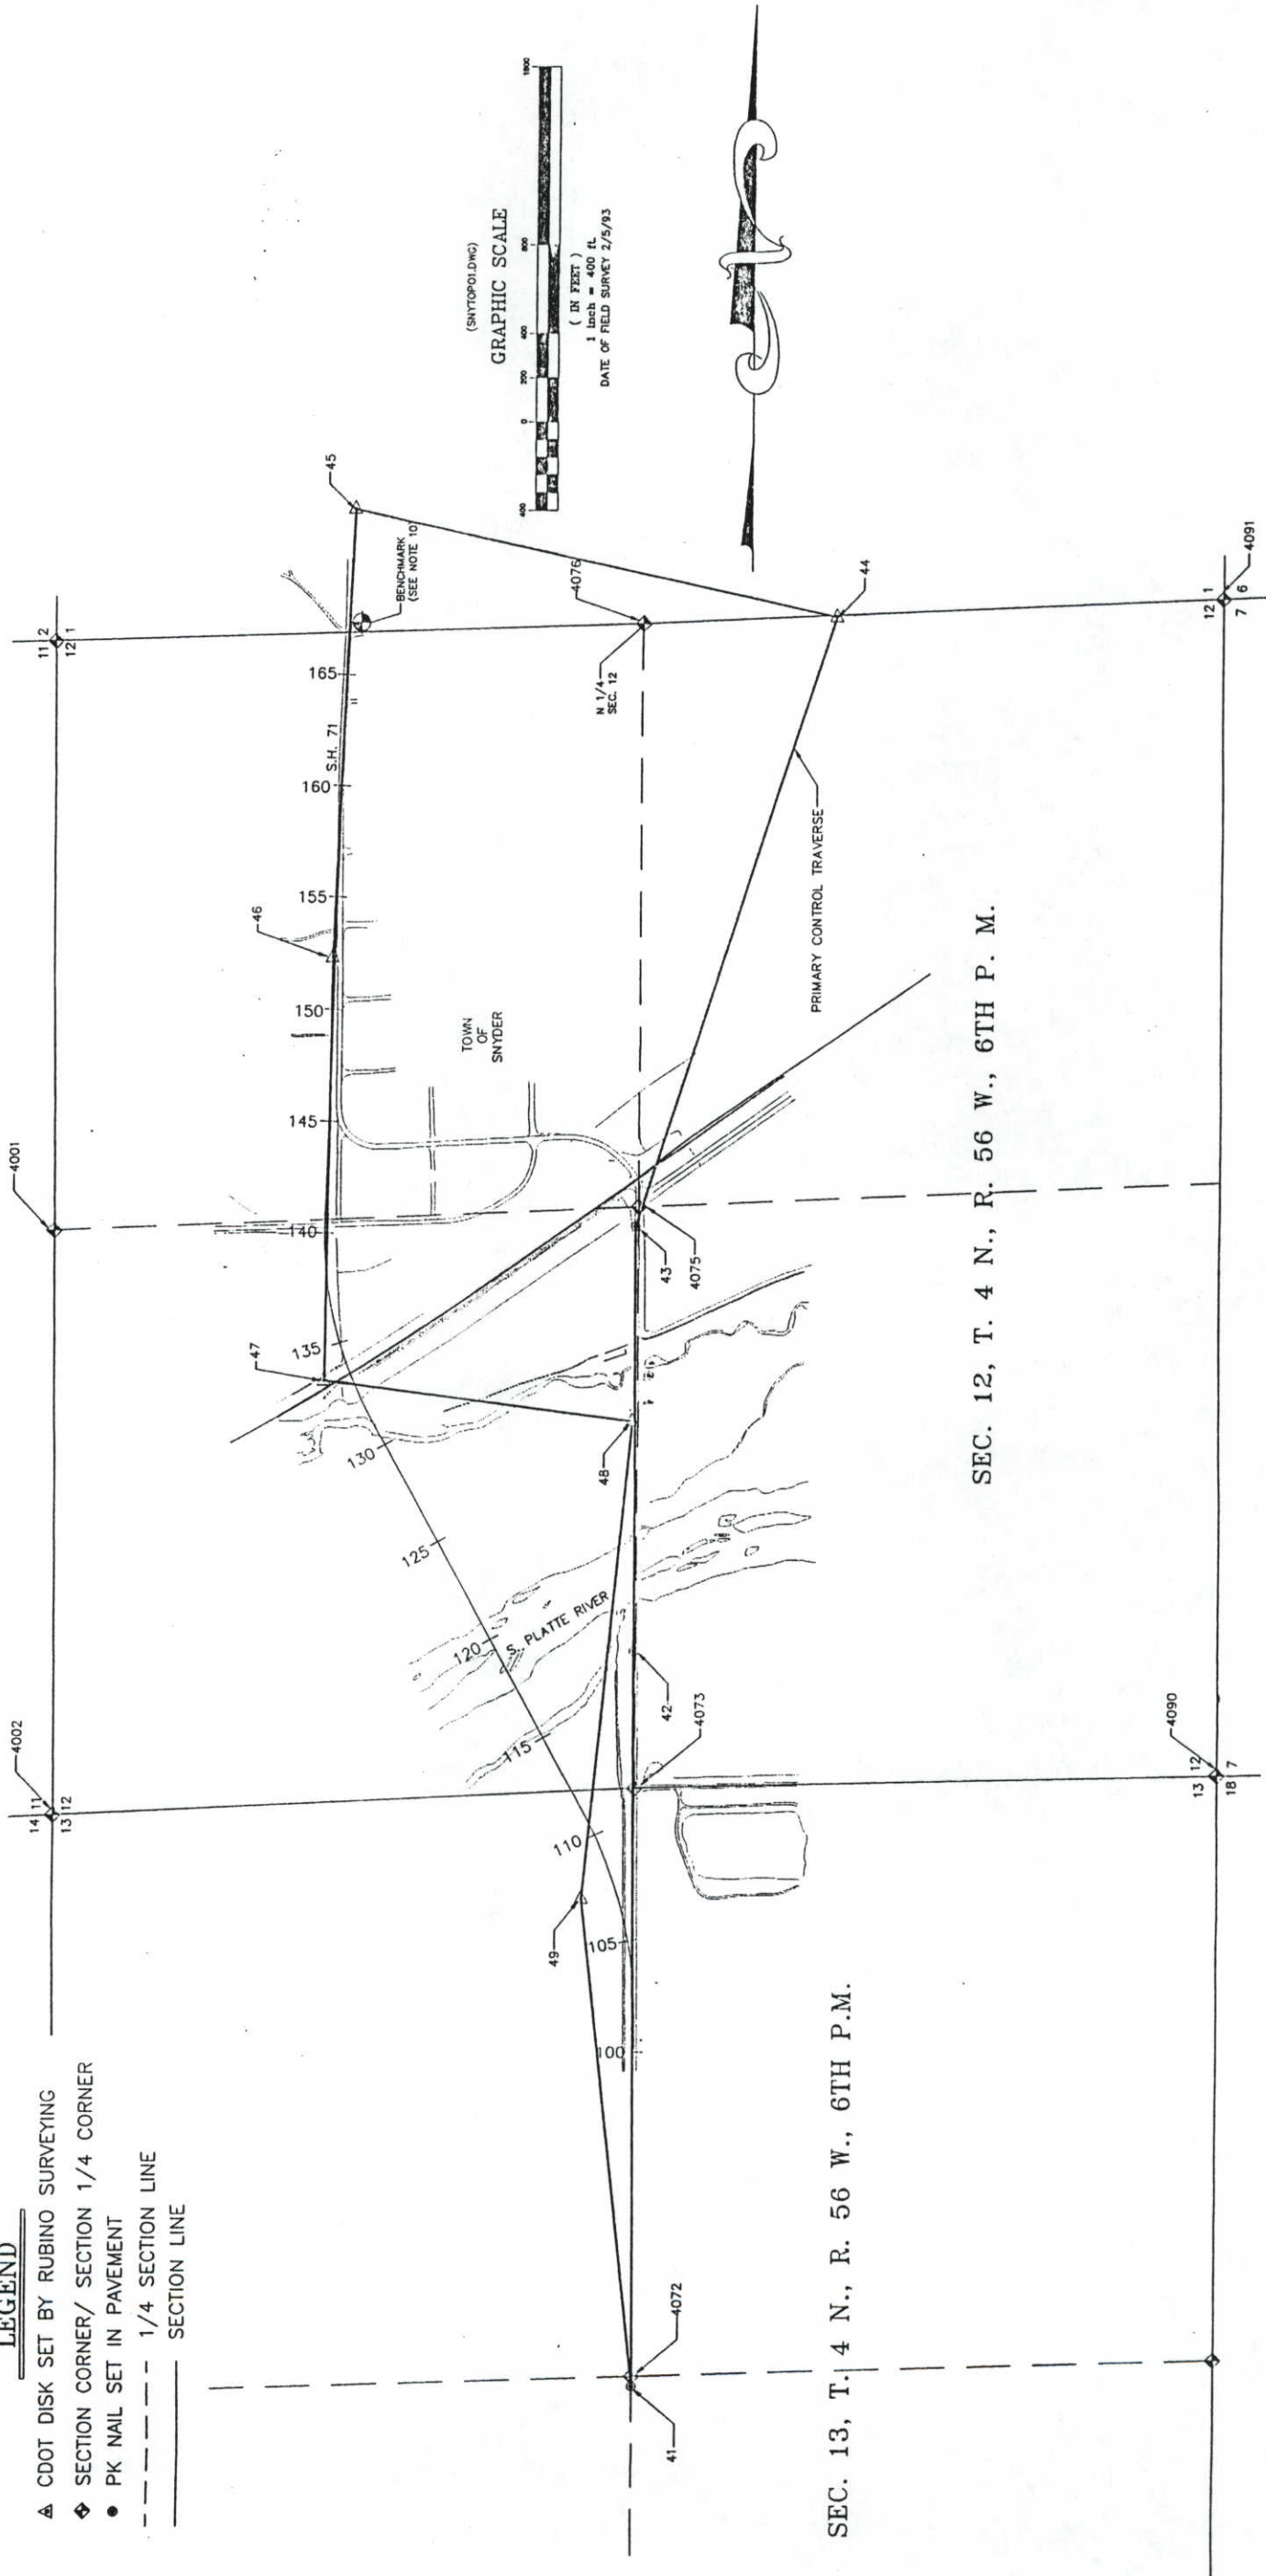 LEGEND
CDOT DISK SET BY RUBINO SURVEYING
SECTION CORNER/ SECTION 1/4 CORNER
PK NAIL SET IN PAVEMENT
1/4 SECTION LINE
SECTION LINE
(SNYTOPO1.DWG)
GRAPHIC SCALE
400
0
200
400
800
1600
( IN FEET )
1 inch = 400 ft.
DATE OF FIELD SURVEY 2/5/93
4002
14 11
13 12
4001
11 2
12 1
45
BENCHMARK
(SEE NOTE 10)
4076
N 1/4
SEC. 12
44
12 1
7 6
4091
165
S.H. 71
160
155
46
150
145
140
135
47
130
125
120
115
110
105
100
TOWN
OF
SNYDER
PRIMARY CONTROL TRAVERSE
43
4075
48
S. PLATTE RIVER
42
4073
49
4090
13 12
18 7
4072
41
SEC. 12, T. 4 N., R. 56 W., 6TH P. M.
SEC. 13, T. 4 N., R. 56 W., 6TH P.M.